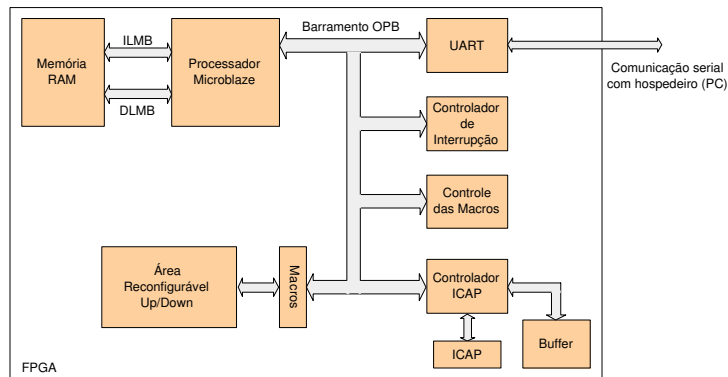 Barramento OPB
ILMB
Memória
RAM
Processador
Microblaze
UART
DLMB
Comunicação serial
com hospedeiro (PC)
Controlador
de
Interrupção
Controle
das Macros
Área
Reconfigurável
Up/Down
Macros
Controlador
ICAP
Buffer
ICAP
FPGA